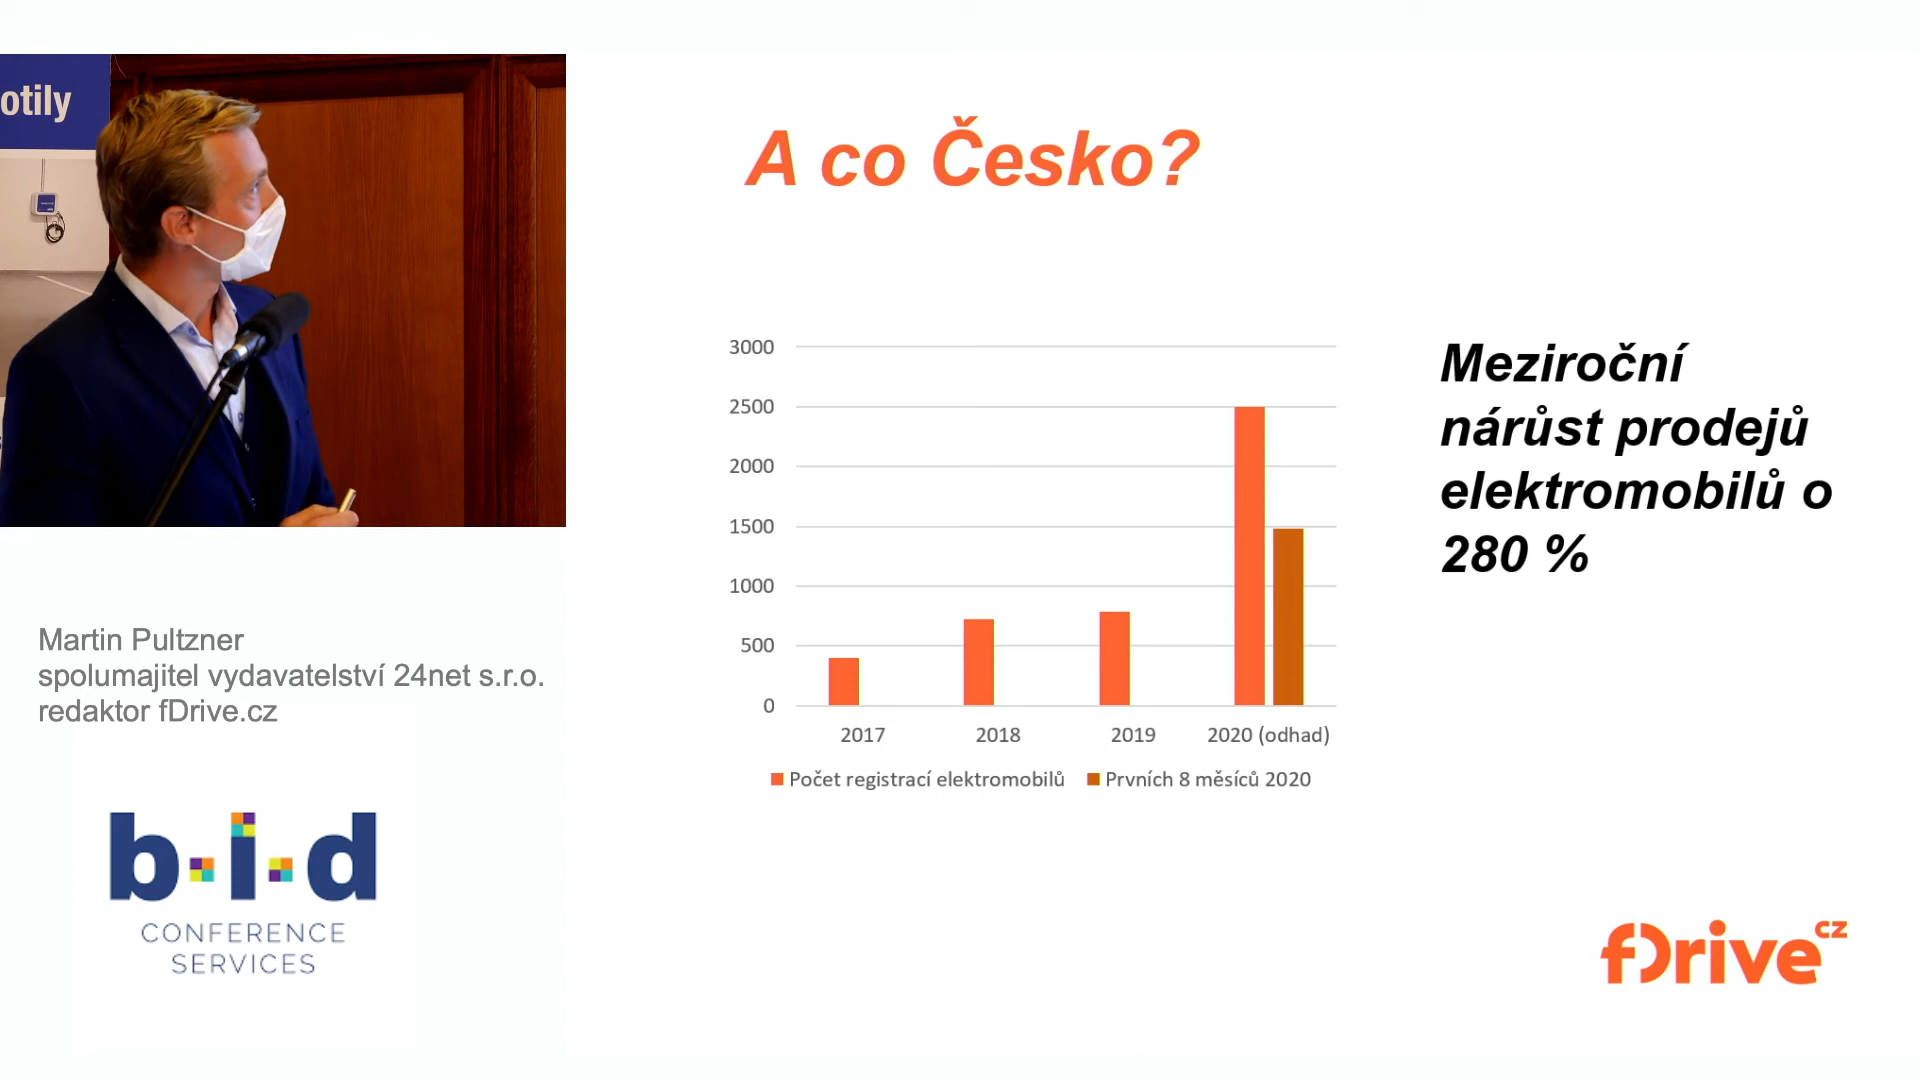 otily
A co Česko?
3000
2500
2000
1500
1000
500
0
2017 2018 2019 2020 (odhad)
Počet registrací elektromobilů Prvních 8 měsíců 2020
Meziroční
nárůst prodejů
elektromobilů o
280 %
Martin Pultzner
spolumajitel vydavatelství 24net s.r.o.
redaktor fDrive.cz
b·i·d
CONFERENCE
SERVICES
fDrive CZ